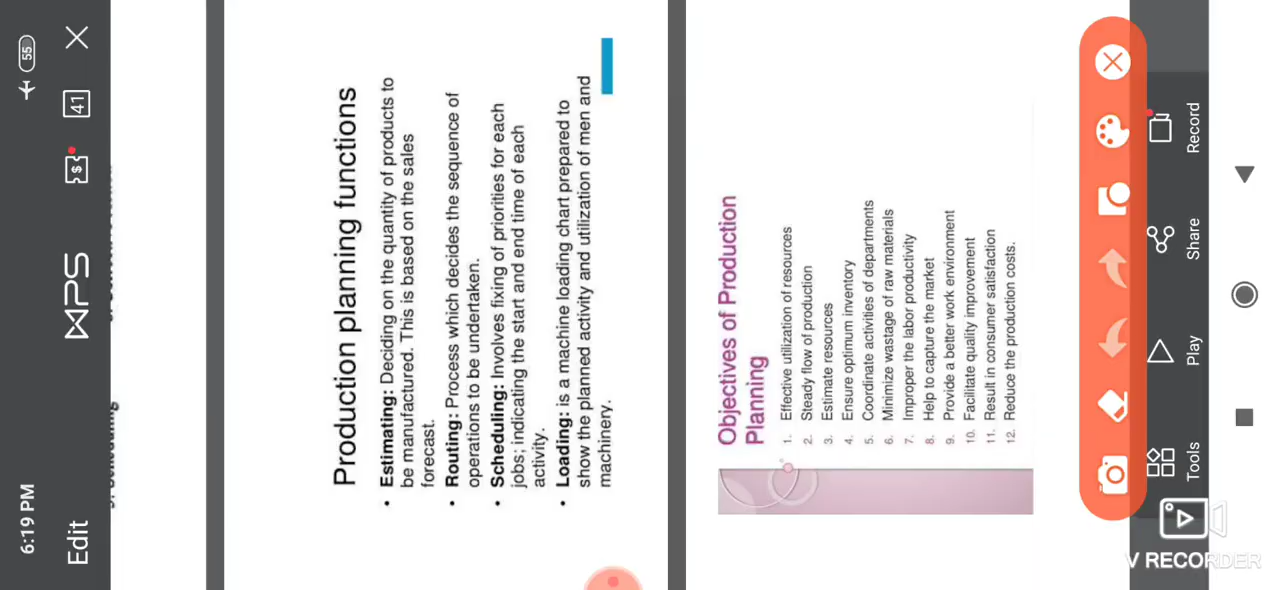 6:19 PM
55
Edit
WPS
41
Production planning functions
• Estimating: Deciding on the quantity of products to
be manufactured. This is based on the sales
forecast.
• Routing: Process which decides the sequence of
operations to be undertaken.
• Scheduling: Involves fixing of priorities for each
jobs; indicating the start and end time of each
activity.
• Loading: is a machine loading chart prepared to
show the planned activity and utilization of men and
machinery.
Objectives of Production
Planning
1. Effective utilization of resources
2. Steady flow of production
3. Estimate resources
4. Ensure optimum inventory
5. Coordinate activities of departments
6. Minimize wastage of raw materials
7. Improper the labor productivity
8. Help to capture the market
9. Provide a better work environment
10. Facilitate quality improvement
11. Result in consumer satisfaction
12. Reduce the production costs.
Tools
Play
Share
Record
V RECORDER